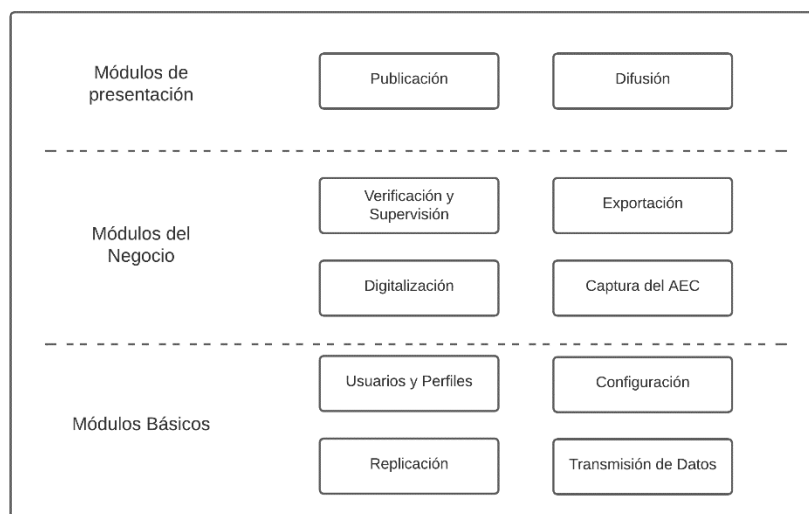 Módulos de
presentación
Publicación
Difusión
Módulos del
Negocio
Verificación y
Supervisión
Exportación
Digitalización
Captura del AEC
Módulos Básicos
Usuarios y Perfiles
Configuración
Replicación
Transmisión de Datos